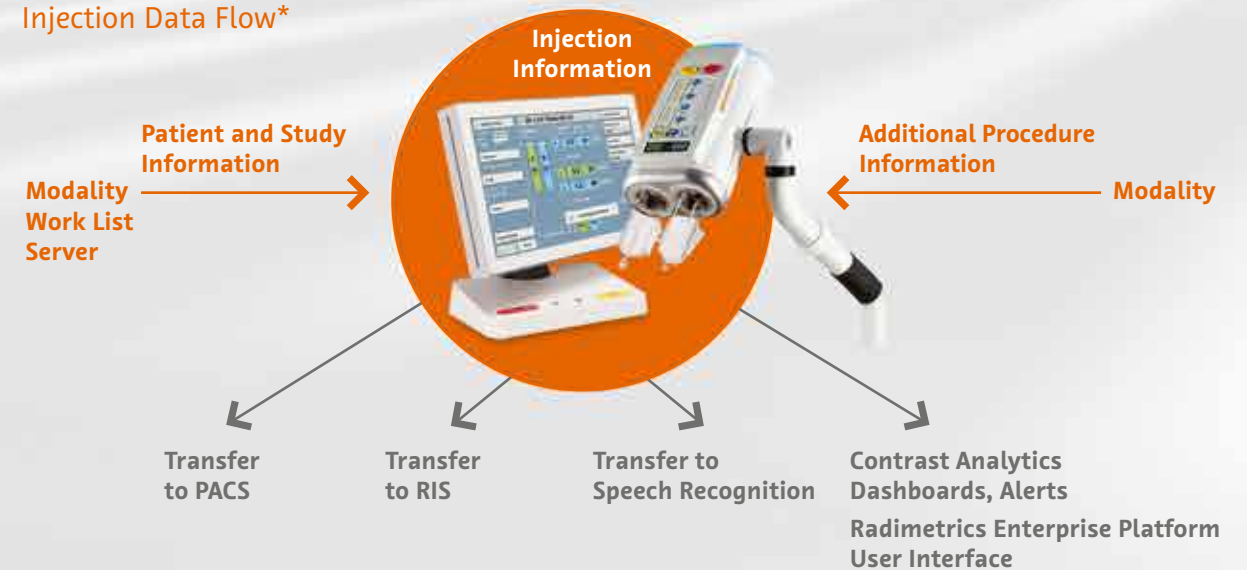 Injection Data Flow*
Injection
Information
Patient and Study
Information
Modality
Work List
Server
Additional Procedure
Information
Modality
Transfer
to PACS
Transfer
to RIS
Transfer to
Speech Recognition
Contrast Analytics
Dashboards, Alerts
Radimetrics Enterprise Platform
User Interface